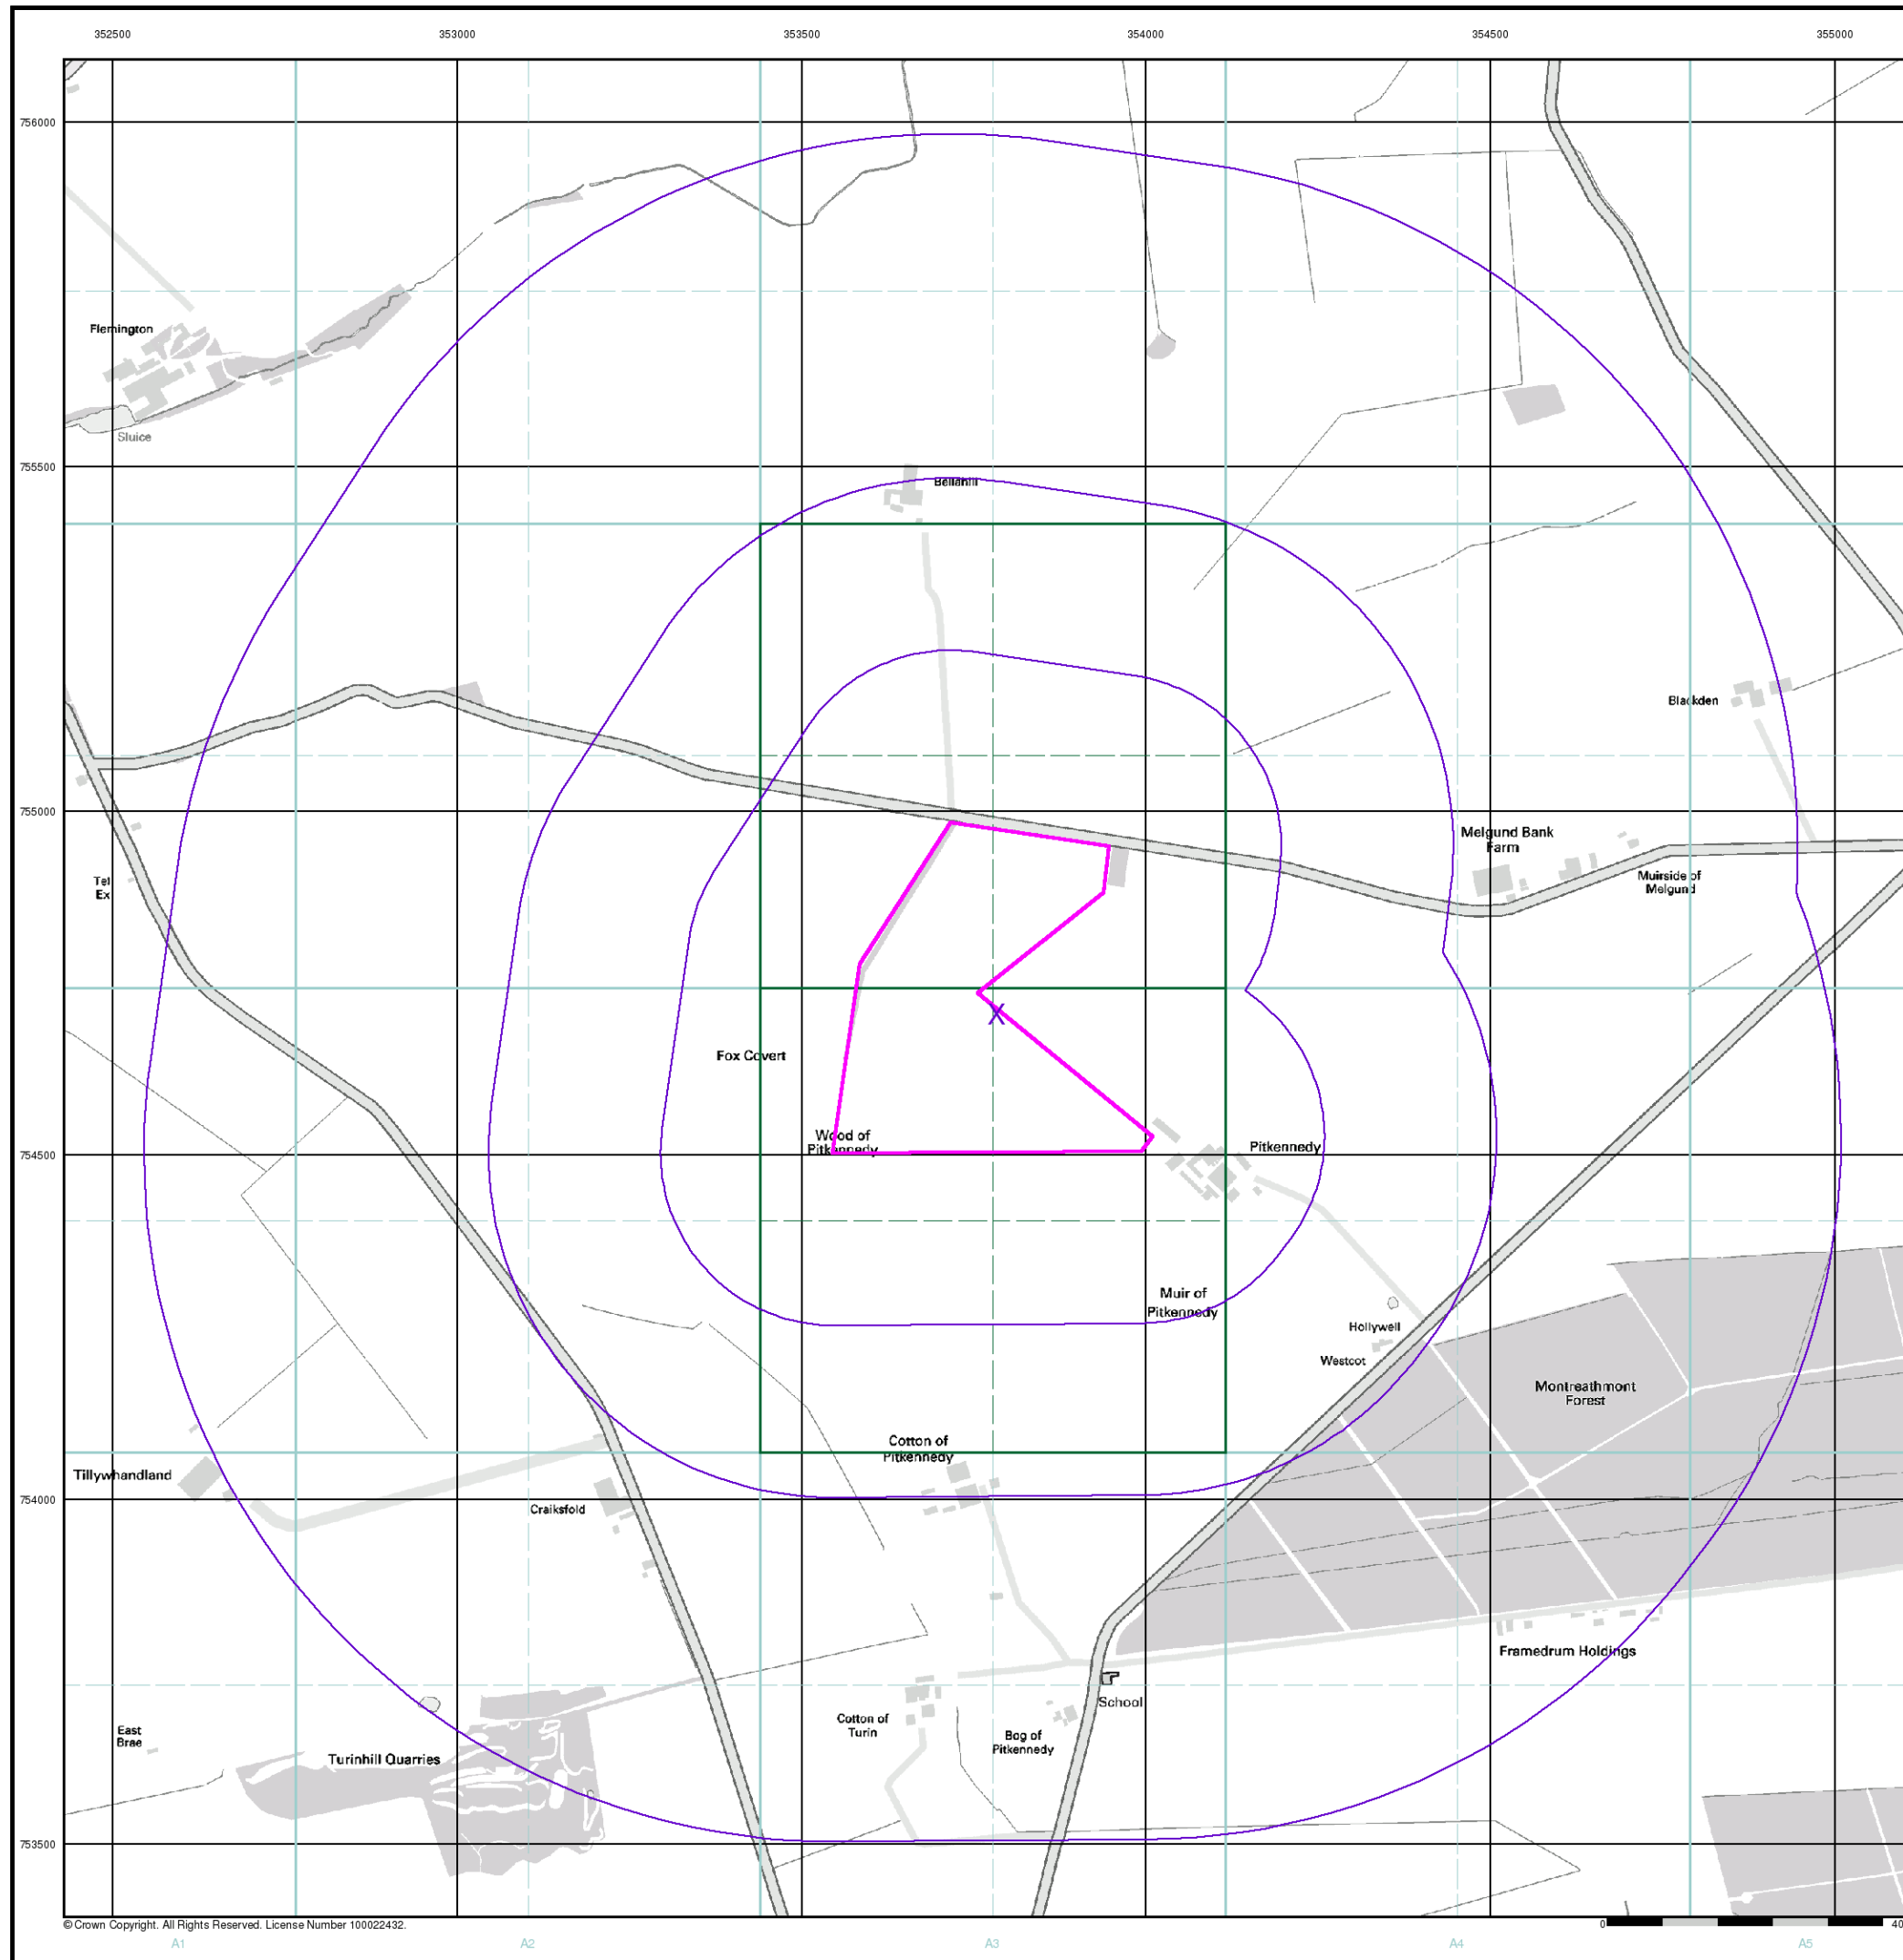 352500 353000 353500 354000 354500 355000
756000
Flemington
Sluice
755500
Bellahill
Blackden
755000
Melgund Bank
Farm
Tel
Ex
Muirside of
Melgund
X
Fox Covert
Wood of
Pitkennedy
Pitkennedy
754500
Muir of
Pitkennedy
Hollywell
Westcot
Montreathmont
Forest
Cotton of
Pitkennedy
Tillywhandland
754000
Craiksfold
Framedrum Holdings
School
Cotton of
Turin
East
Brae
Bog of
Pitkennedy
Turinhill Quarries
753500
© Crown Copyright. All Rights Reserved. License Number 100022432.
0 40
A1 A2 A3 A4 A5